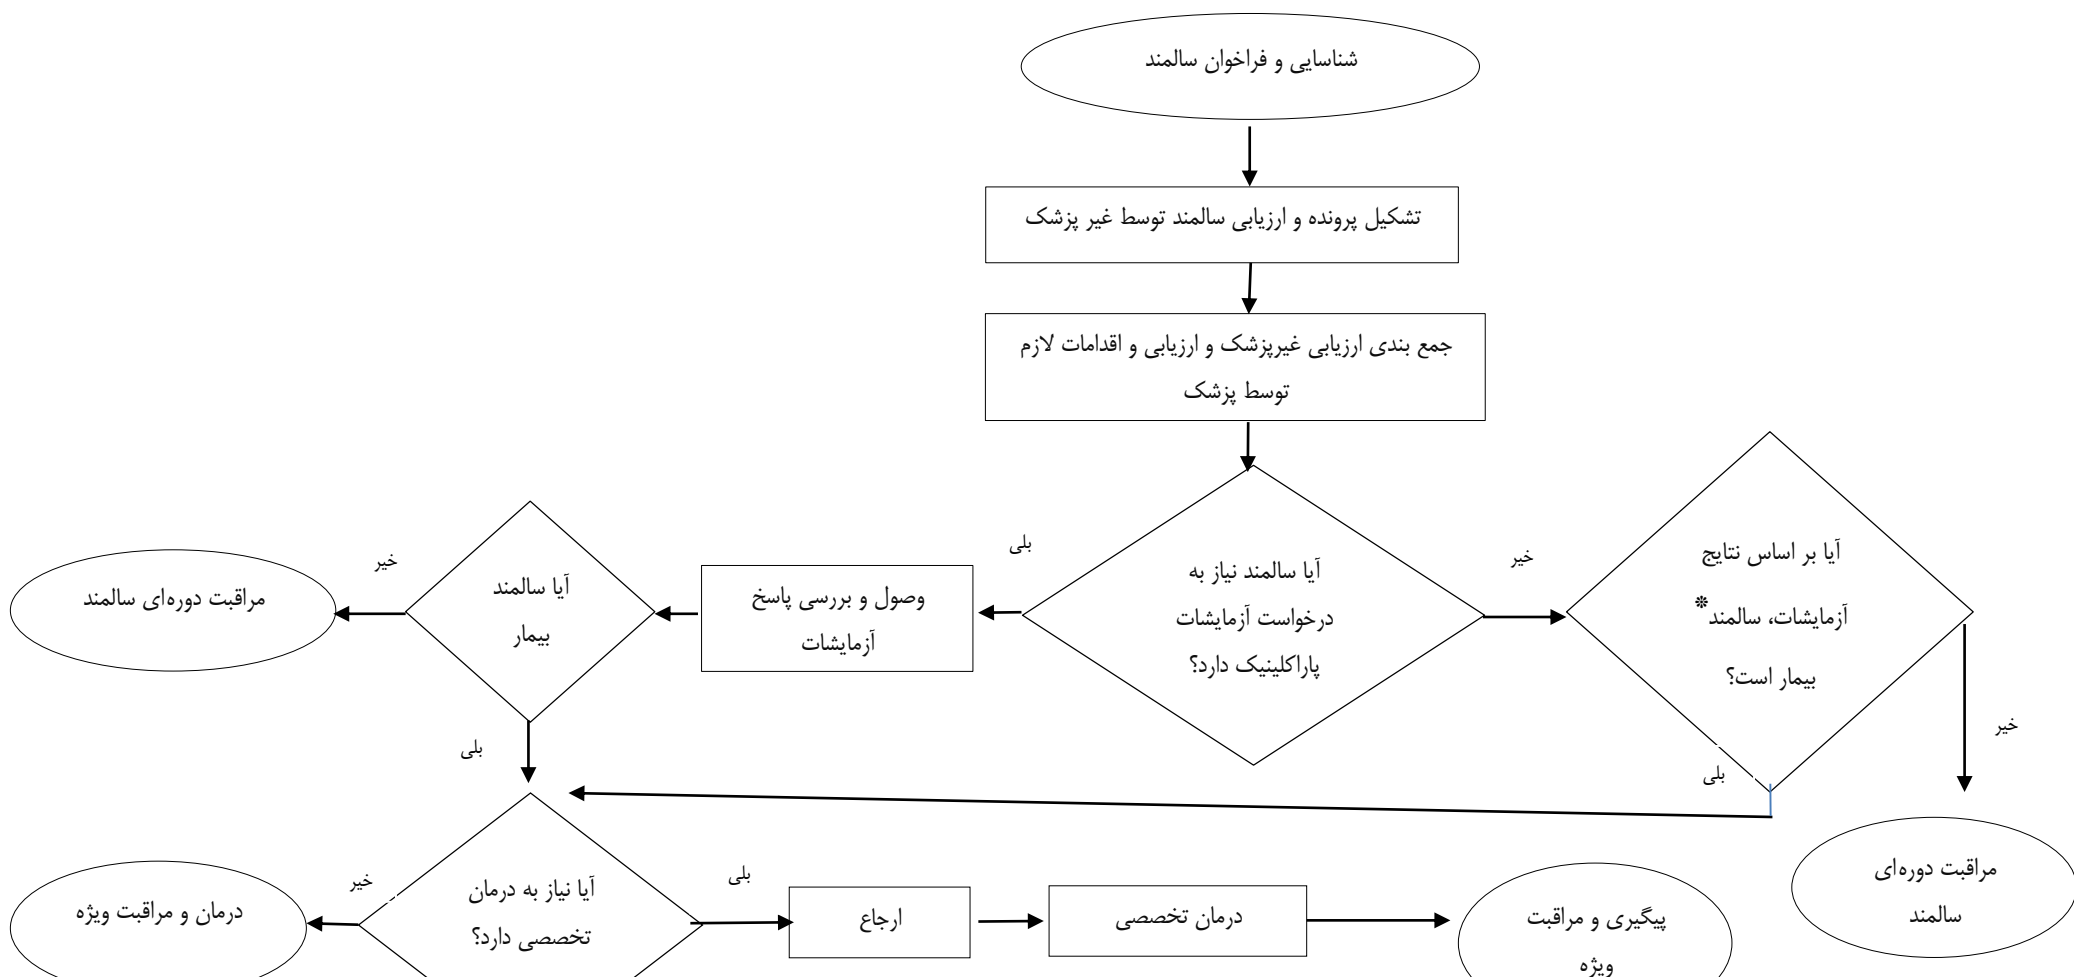 شناسایی و فراخوان سالمند
تشکیل پرونده و ارزیابی سالمند توسط غیر پزشک
جمع بندی ارزیابی غیرپزشک و ارزیابی و اقدامات لازم
توسط پزشک
آیا بر اساس نتایج
آزمایشات، سالمند*
بیمار است؟
خیر
آیا سالمند نیاز به
درخواست آزمایشات
پاراکلینیک دارد؟
بلی
وصول و بررسی پاسخ
آزمایشات
آیا سالمند
بیمار
خیر
مراقبت دوره‌ای سالمند
خیر
بلی
بلی
مراقبت دوره‌ای
سالمند
پیگیری و مراقبت
ویژه
درمان تخصصی
ارجاع
بلی
آیا نیاز به درمان
تخصصی دارد؟
خیر
درمان و مراقبت ویژه